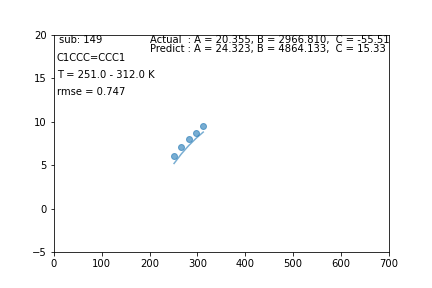 sub: 149
Actual : A = 20.355, B = 2966.810, C = -55.51
Predict : A = 24.323, B = 4864.133, C = 15.33
C1CCC=CCC1
T = 251.0 - 312.0 K
rmse = 0.747
20
15
10
5
0
−5
0 100 200 300 400 500 600 700